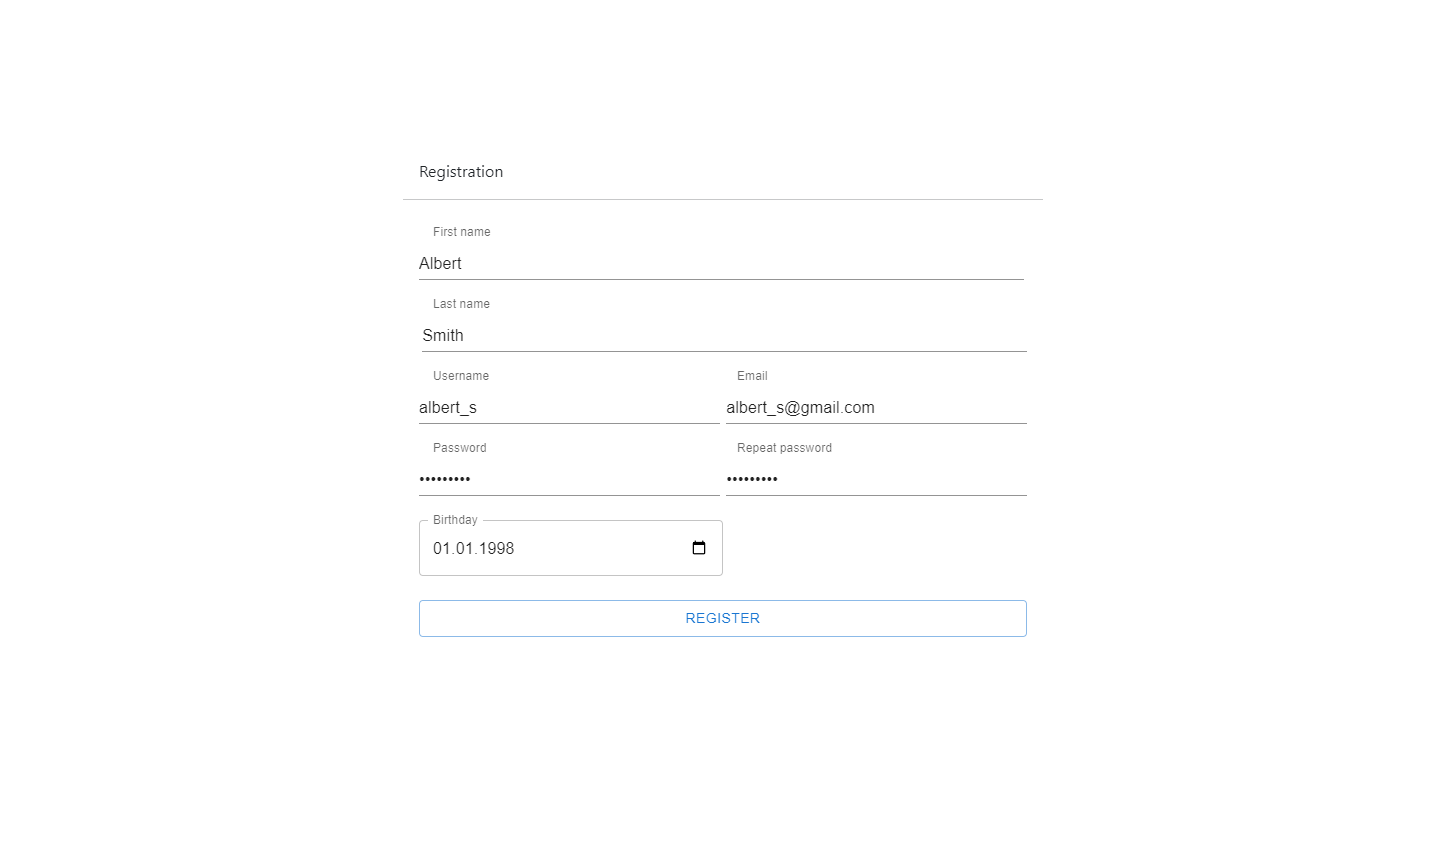 Registration
First name
Albert
Last name
Smith
Username Email
albert_s albert_s@gmail.com
Password Repeat password
••••••••• •••••••••
Birthday
01.01.1998
REGISTER